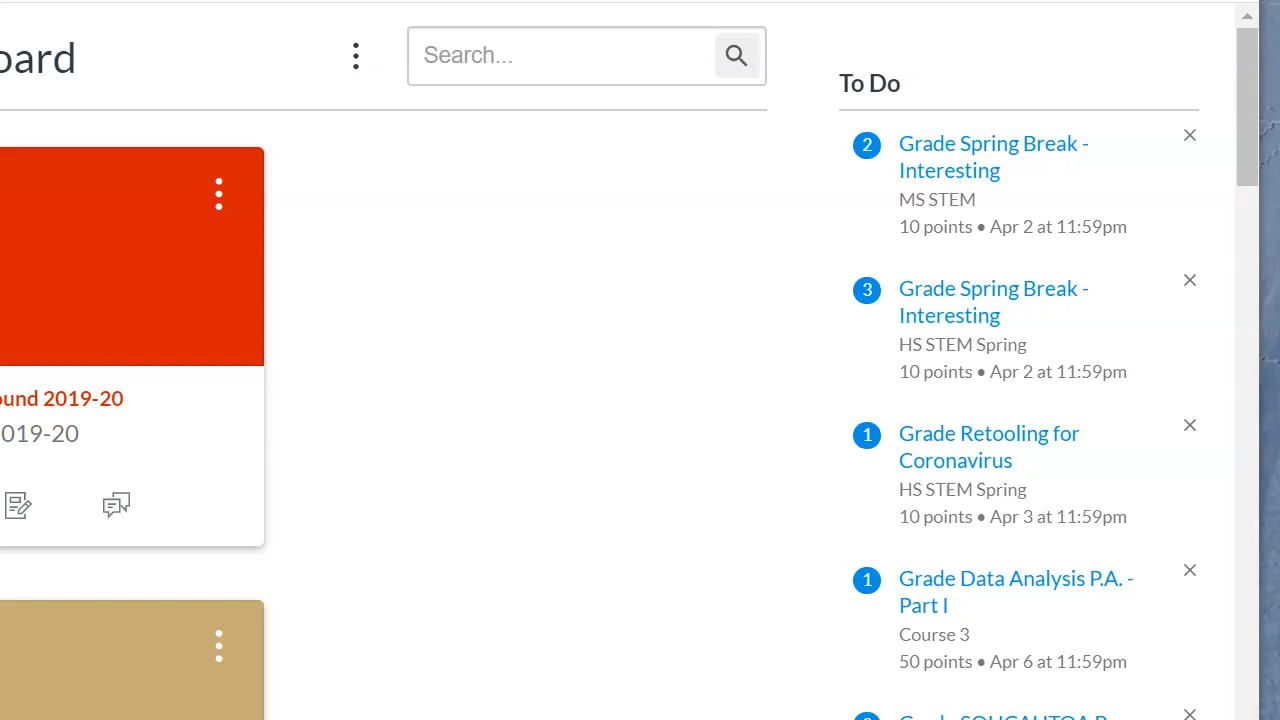 oard
Search...
ound 2019-20
019-20
To Do
2 Grade Spring Break -
Interesting
MS STEM
10 points • Apr 2 at 11:59pm
3 Grade Spring Break -
Interesting
HS STEM Spring
10 points • Apr 2 at 11:59pm
1 Grade Retooling for
Coronavirus
HS STEM Spring
10 points • Apr 3 at 11:59pm
1 Grade Data Analysis P.A. -
Part I
Course 3
50 points • Apr 6 at 11:59pm
Grade